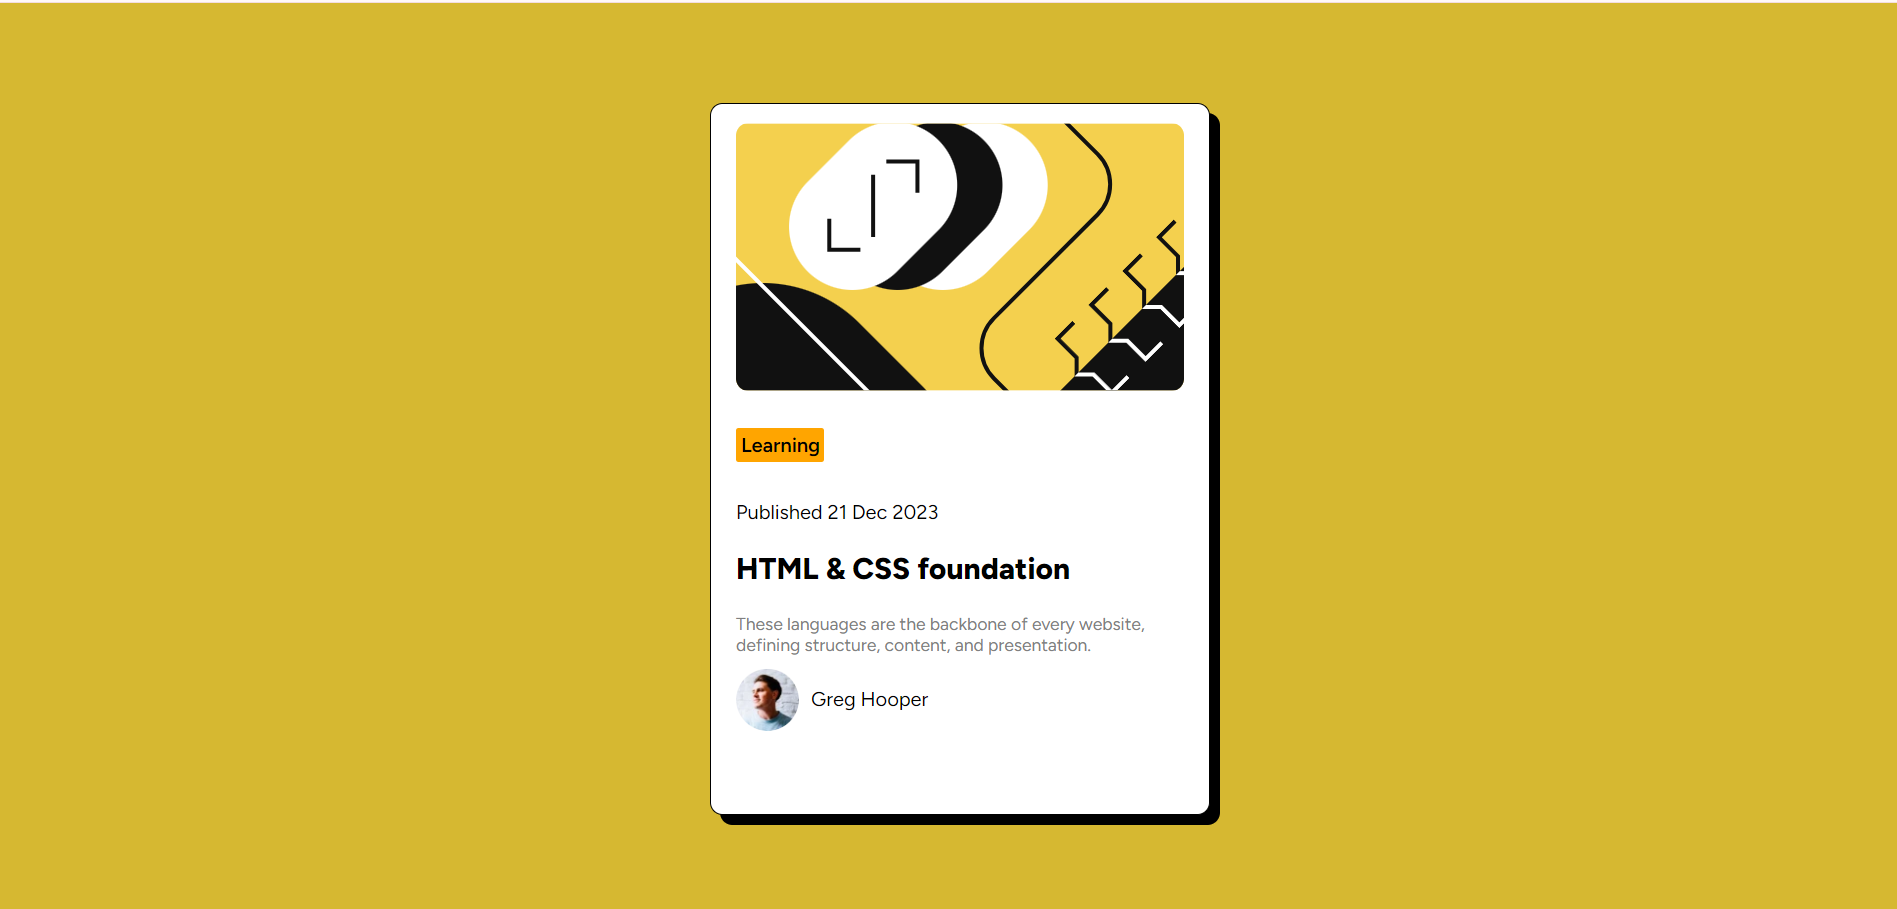 Learning
Published 21 Dec 2023
HTML & CSS foundation
These languages are the backbone of every website,
defining structure, content, and presentation.
Greg Hooper